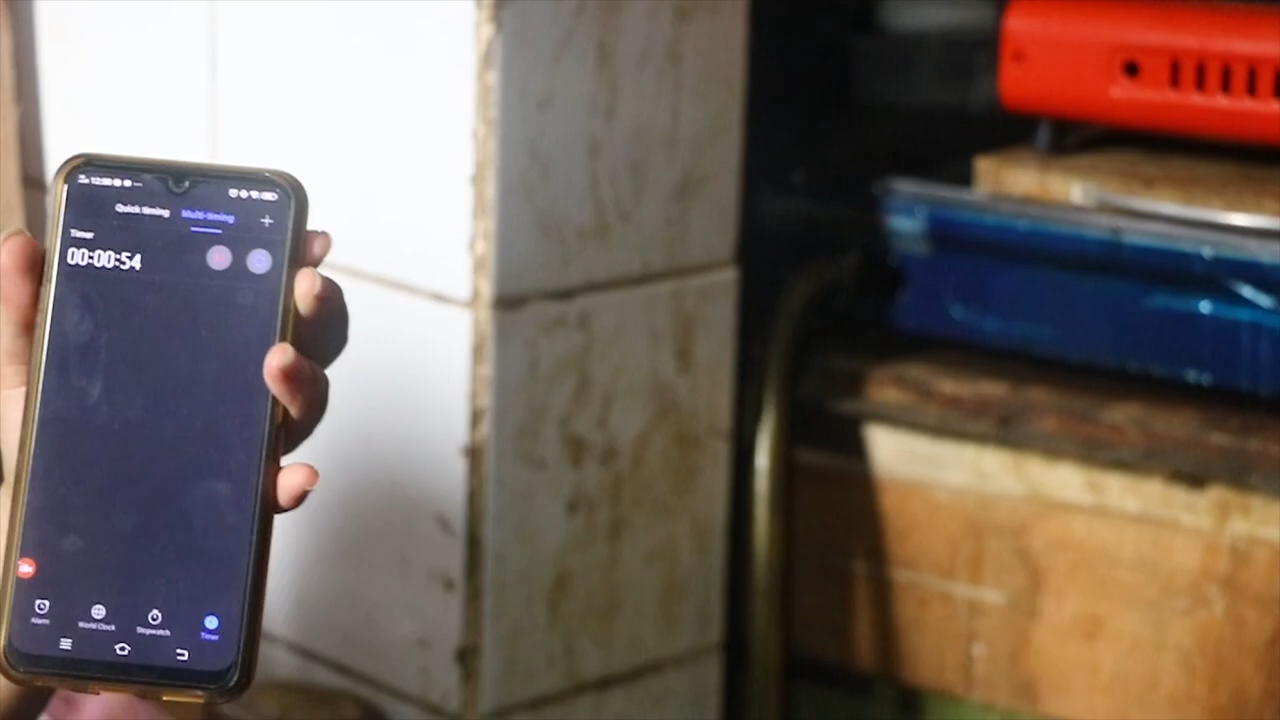 Quick timing Multi-timing +
Timer
00:00:54
Alarm World Clock Stopwatch Timer